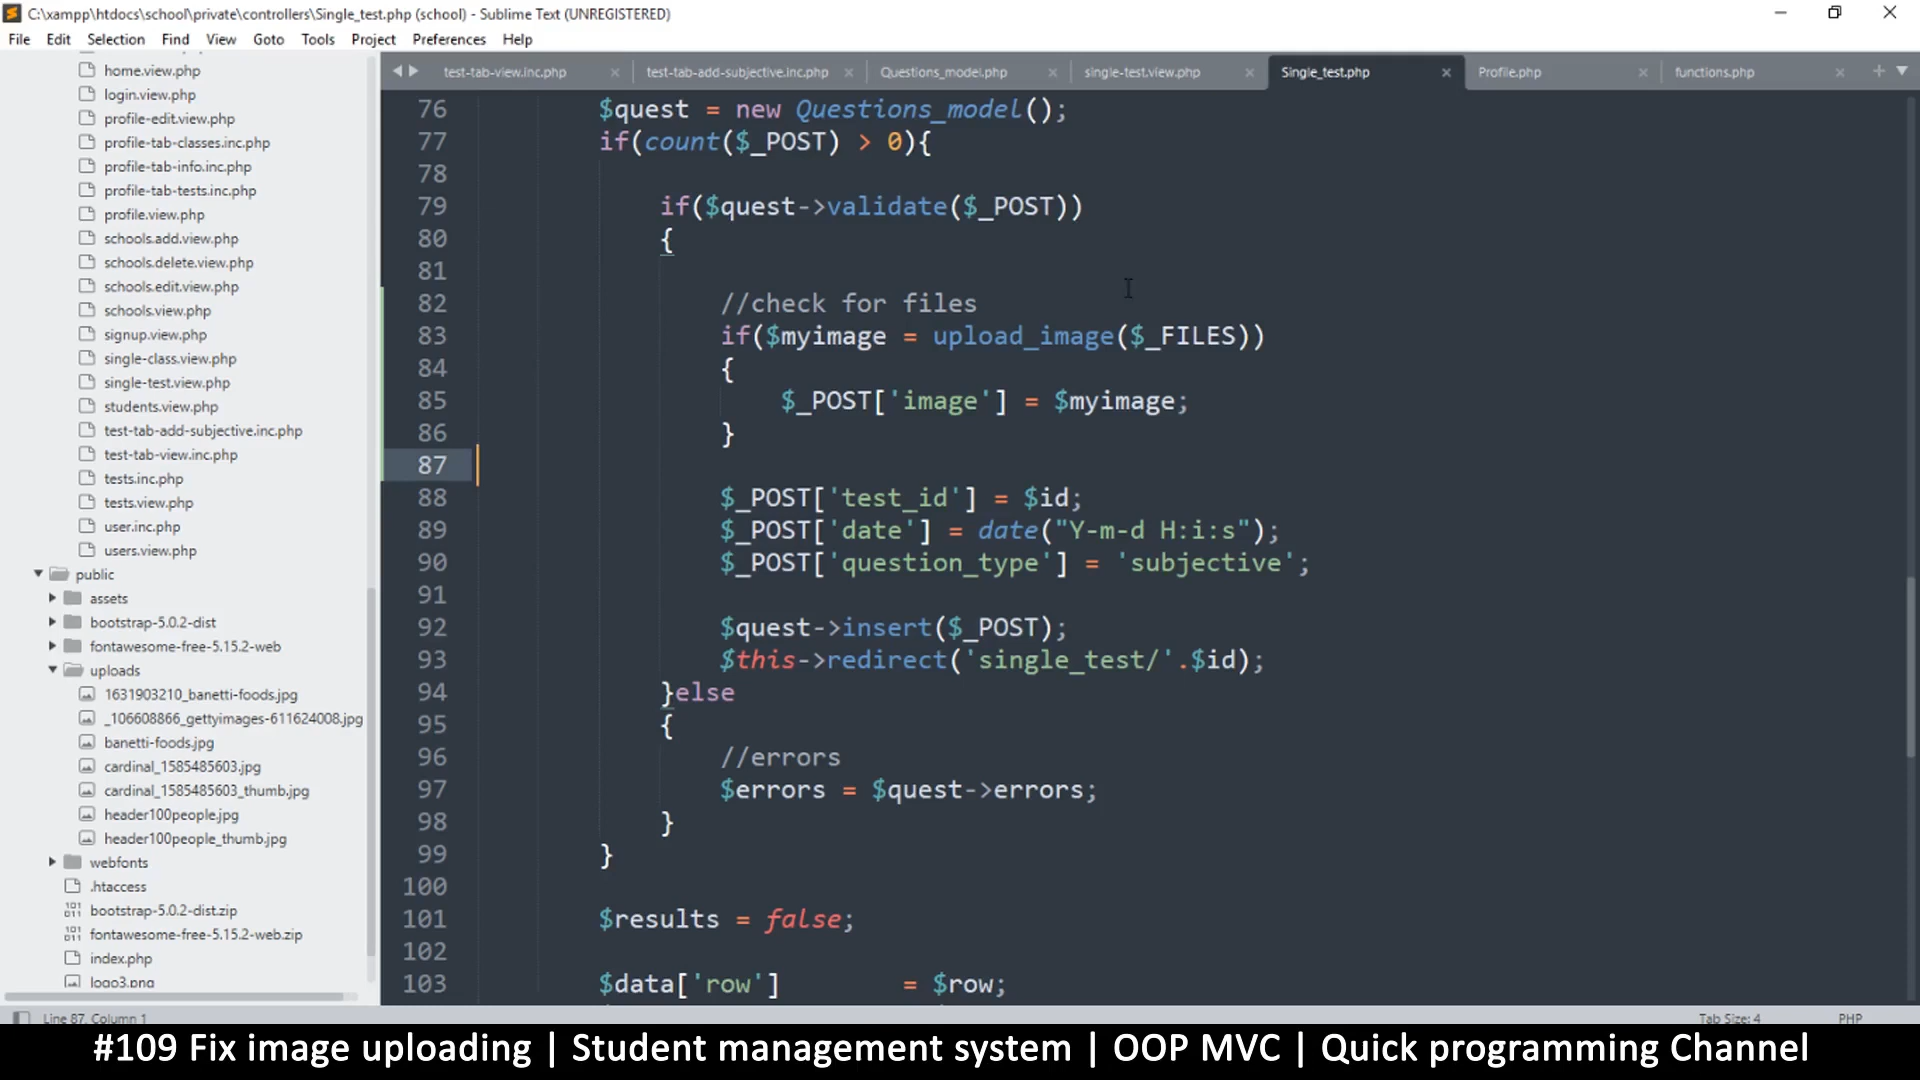 C:\xampp\htdocs\school\private\controllers\Single_test.php (school) - Sublime Text (UNREGISTERED)
File Edit Selection Find View Goto Tools Project Preferences Help
home.view.php
login.view.php
profile-edit.view.php
profile-tab-classes.inc.php
profile-tab-info.inc.php
profile-tab-tests.inc.php
profile.view.php
schools.add.view.php
schools.delete.view.php
schools.edit.view.php
schools.view.php
signup.view.php
single-class.view.php
single-test.view.php
students.view.php
test-tab-add-subjective.inc.php
test-tab-view.inc.php
tests.inc.php
tests.view.php
user.inc.php
users.view.php
public
assets
bootstrap-5.0.2-dist
fontawesome-free-5.15.2-web
uploads
1631903210_banetti-foods.jpg
_106608866_gettyimages-611624008.jpg
banetti-foods.jpg
cardinal_1585485603.jpg
cardinal_1585485603_thumb.jpg
header100people.jpg
header100people_thumb.jpg
webfonts
.htaccess
bootstrap-5.0.2-dist.zip
fontawesome-free-5.15.2-web.zip
index.php
logo3.png
test-tab-view.inc.php test-tab-add-subjective.inc.php Questions_model.php single-test.view.php Single_test.php Profile.php functions.php
76 $quest = new Questions_model();
77 if(count($_POST) > 0){
78
79 if($quest->validate($_POST))
80 {
81
82 //check for files
83 if($myimage = upload_image($_FILES))
84 {
85 $_POST['image'] = $myimage;
86 }
87
88 $_POST['test_id'] = $id;
89 $_POST['date'] = date("Y-m-d H:i:s");
90 $_POST['question_type'] = 'subjective';
91
92 $quest->insert($_POST);
93 $this->redirect('single_test/'.$id);
94 }else
95 {
96 //errors
97 $errors = $quest->errors;
98 }
99 }
100
101 $results = false;
102
103 $data['row'] = $row;
Line 87, Column 1 Tab Size: 4 PHP
#109 Fix image uploading | Student management system | OOP MVC | Quick programming Channel